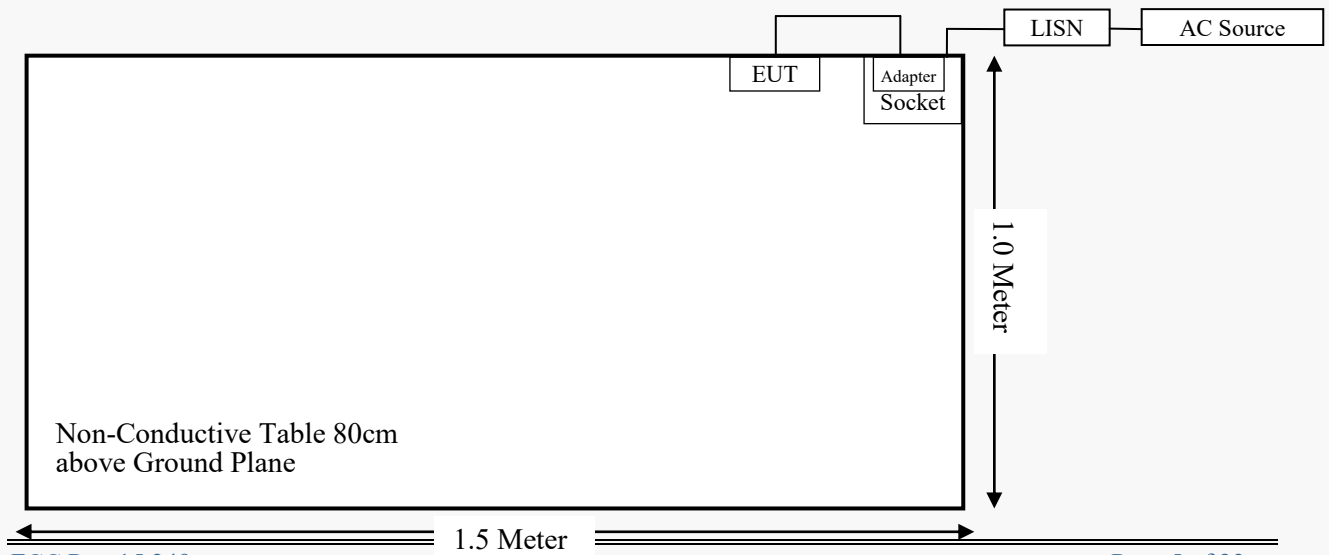 LISN
AC Source
EUT
Adapter
Socket
1.0 Meter
Non-Conductive Table 80cm
above Ground Plane
1.5 Meter